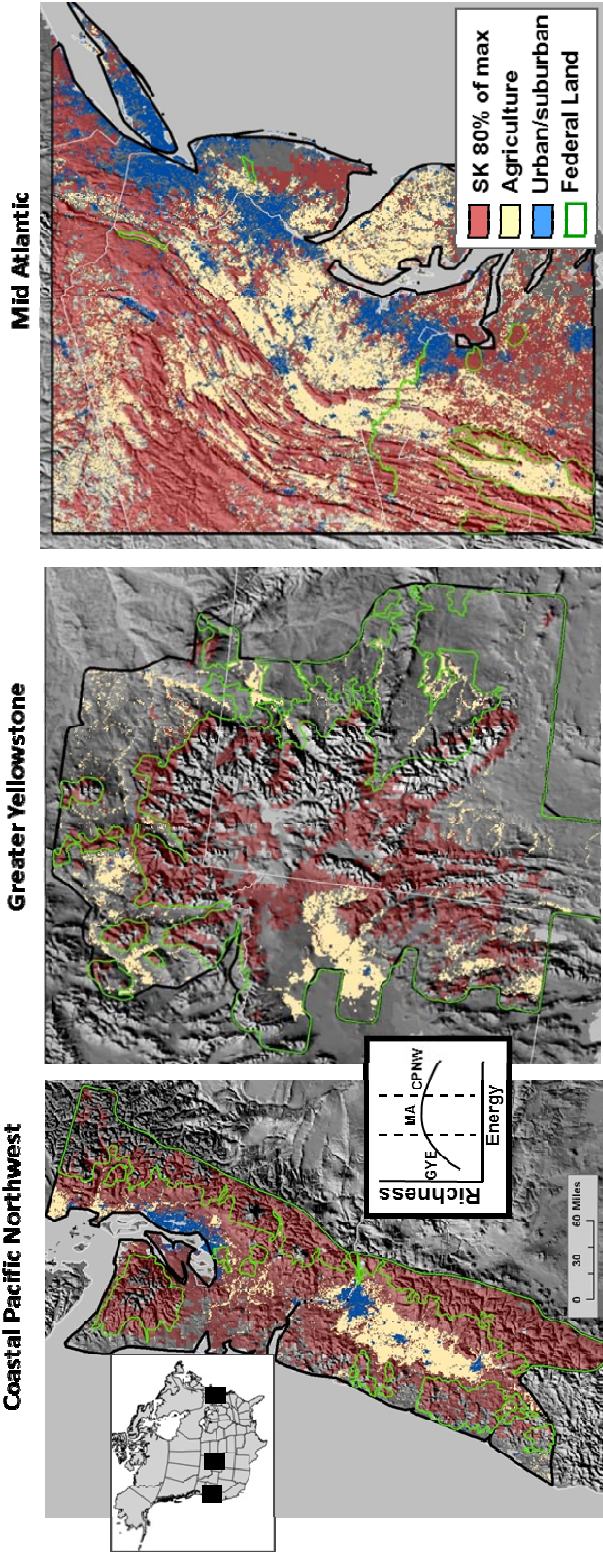 Coastal Pacific Northwest
Greater Yellowstone
Mid Atlantic
SK 80% of max
Agriculture
Urban/suburban
Federal Land
Richness
GYE
MA
CPNW
Energy
0 30 60 Miles